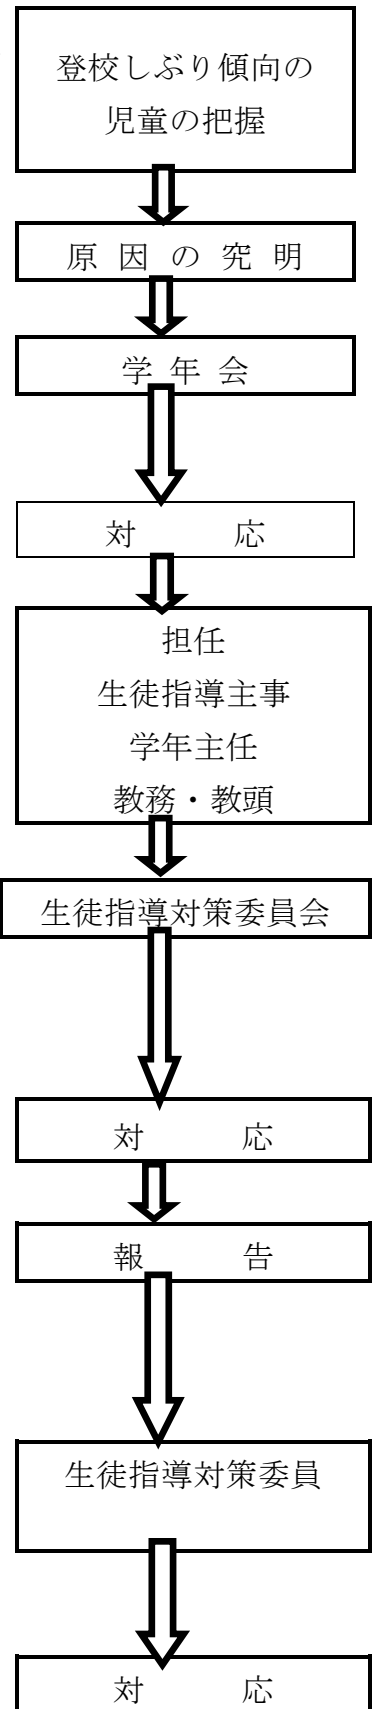 登校しぶり傾向の
児童の把握
原因の究明
学年会
対応
担任
生徒指導主事
学年主任
教務・教頭
生徒指導対策委員会
対応
報告
生徒指導対策委員
対応